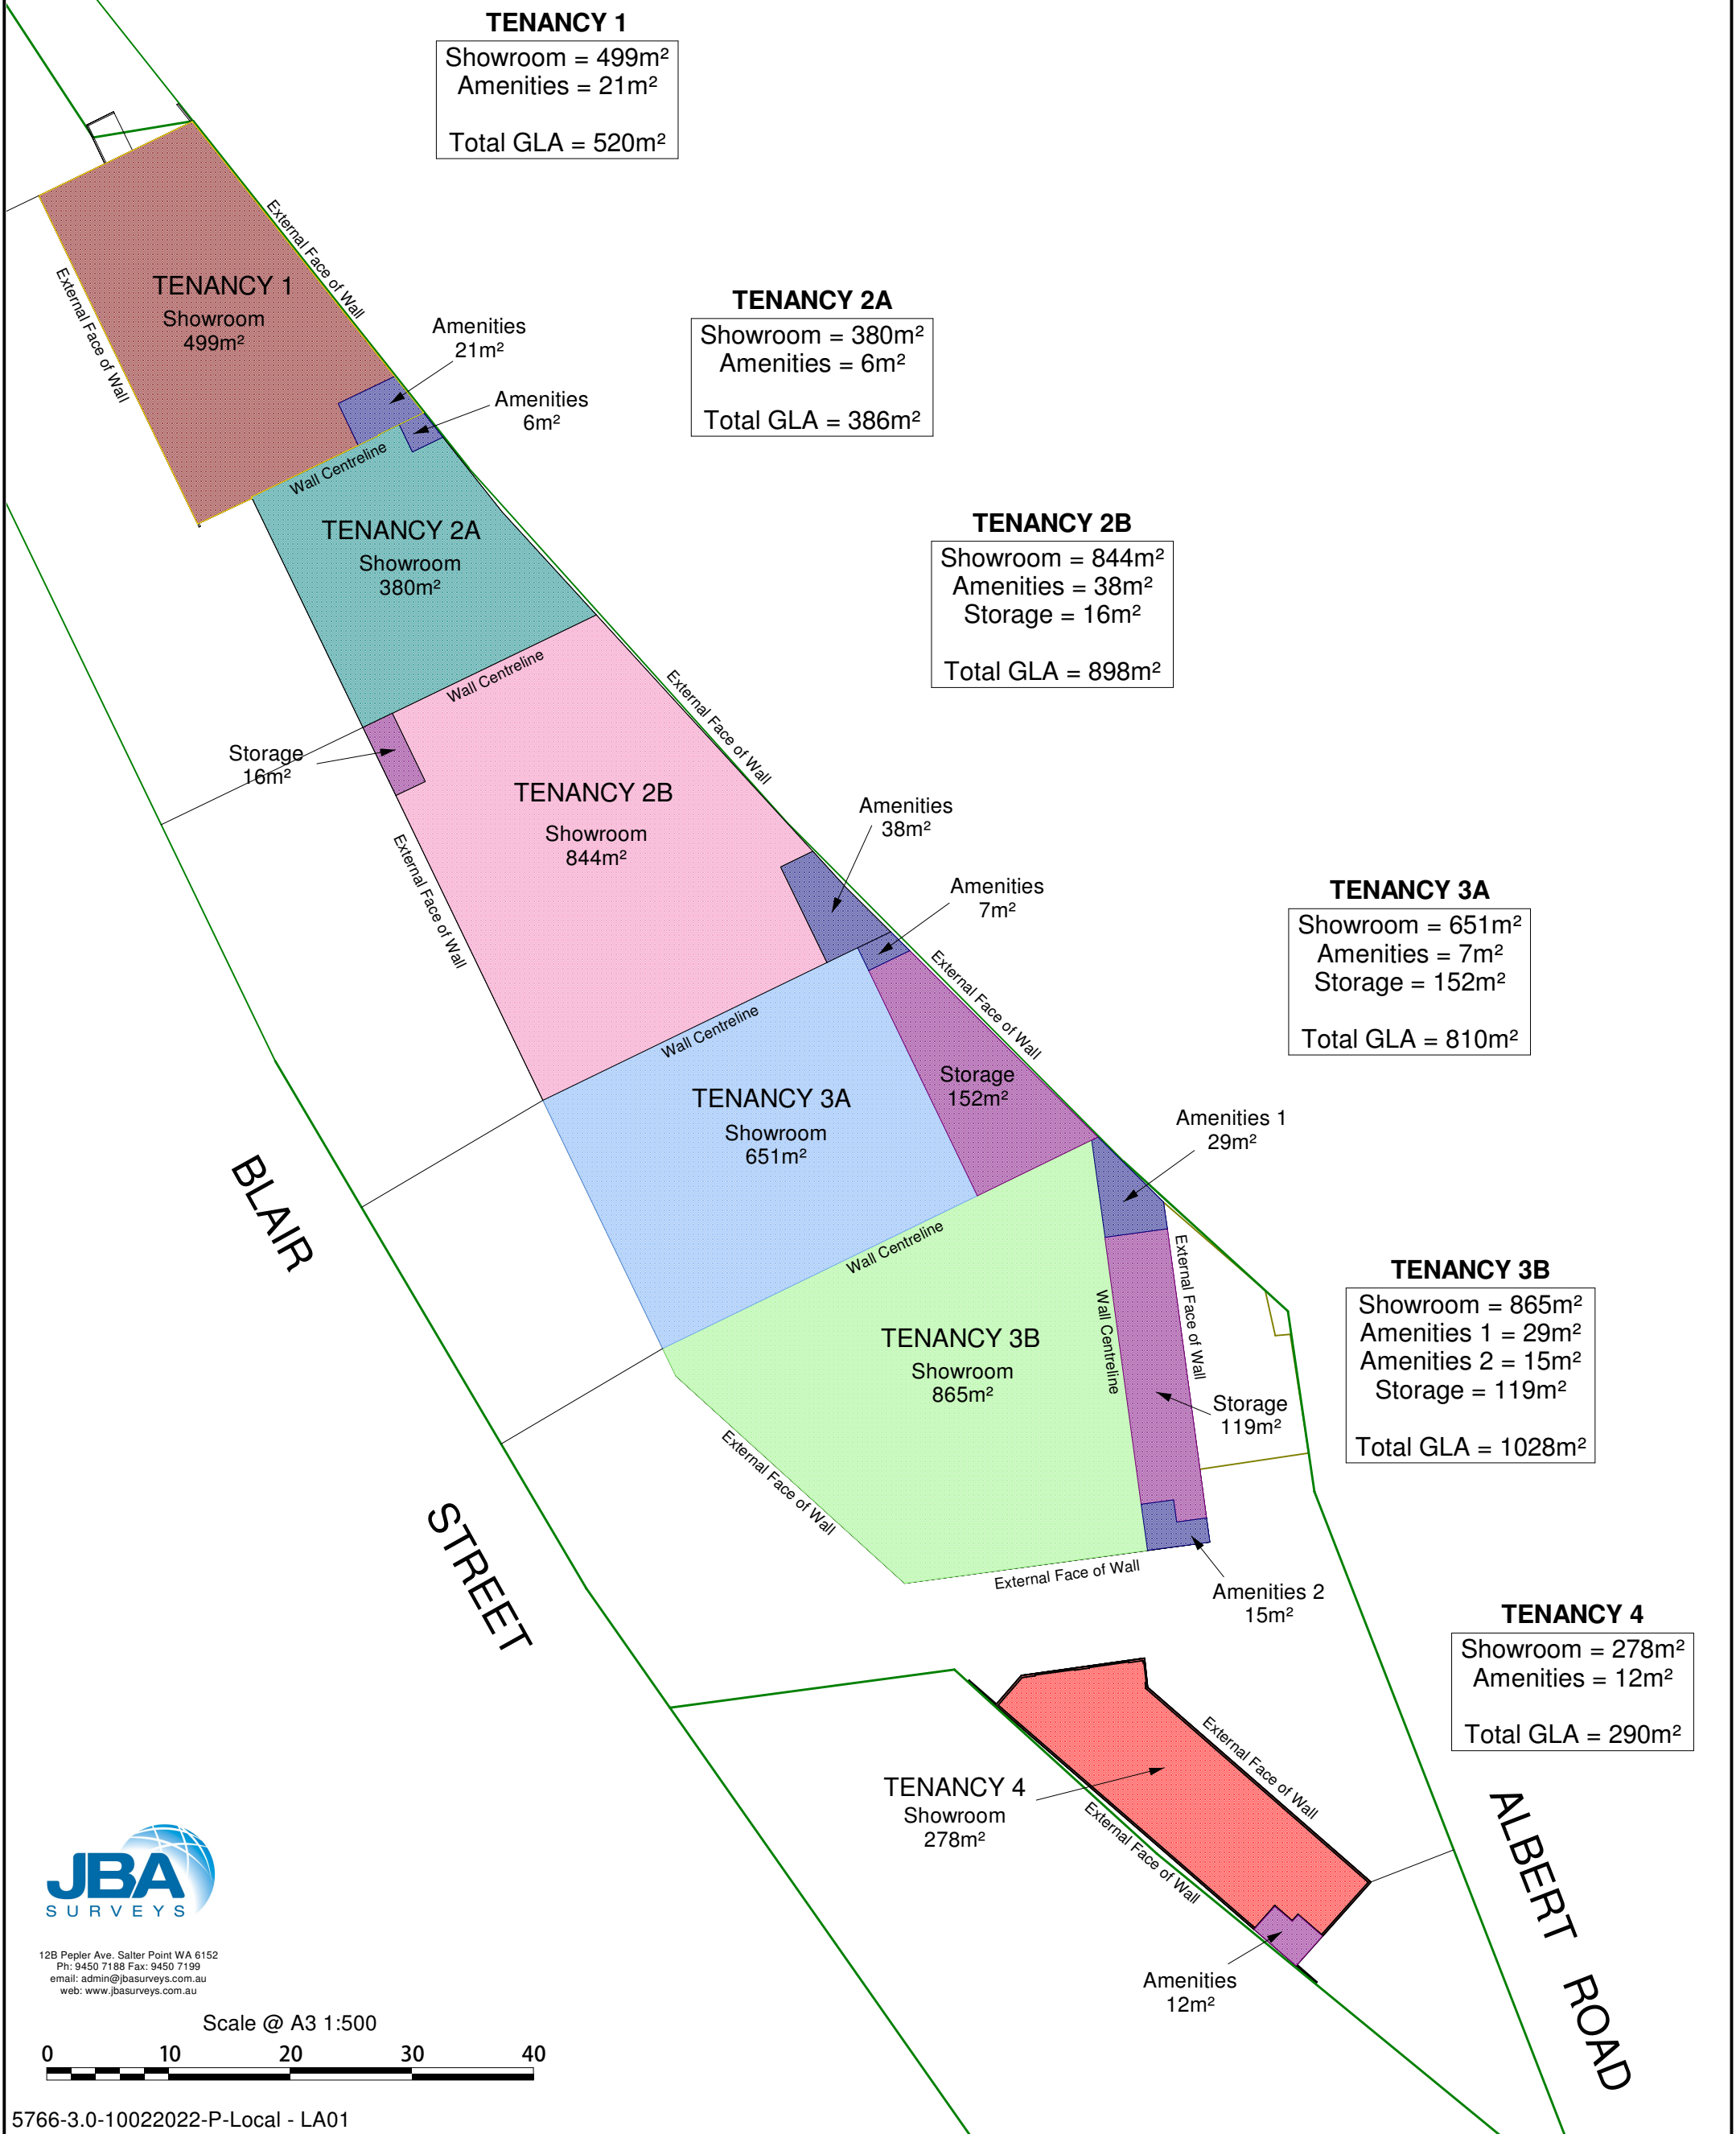 TENANCY 1
Showroom = 499m²
Amenities = 21m²
Total GLA = 520m²
External Face of Wall
External Face of Wall
TENANCY 1
Showroom
499m²
Amenities
21m²
Amenities
6m²
Wall Centreline
TENANCY 2A
Showroom = 380m²
Amenities = 6m²
Total GLA = 386m²
TENANCY 2A
Showroom
380m²
Wall Centreline
TENANCY 2B
Showroom = 844m²
Amenities = 38m²
Storage = 16m²
Total GLA = 898m²
External Face of Wall
Storage
16m²
TENANCY 2B
Showroom
844m²
External Face of Wall
Amenities
38m²
Amenities
7m²
TENANCY 3A
Showroom = 651m²
Amenities = 7m²
Storage = 152m²
Total GLA = 810m²
External Face of Wall
Wall Centreline
TENANCY 3A
Showroom
651m²
Storage
152m²
Amenities 1
29m²
Wall Centreline
TENANCY 3B
Showroom = 865m²
Amenities 1 = 29m²
Amenities 2 = 15m²
Storage = 119m²
Total GLA = 1028m²
External Face of Wall
Wall Centreline
TENANCY 3B
Showroom
865m²
Storage
119m²
External Face of Wall
External Face of Wall
Amenities 2
15m²
BLAIR
STREET
TENANCY 4
Showroom = 278m²
Amenities = 12m²
Total GLA = 290m²
External Face of Wall
TENANCY 4
Showroom
278m²
External Face of Wall
Amenities
12m²
ALBERT
ROAD
JBA
SURVEYS
12B Pepler Ave. Salter Point WA 6152
Ph: 9450 7188 Fax: 9450 7199
email: admin@jbasurveys.com.au
web: www.jbasurveys.com.au
Scale @ A3 1:500
0 10 20 30 40
5766-3.0-10022022-P-Local - LA01